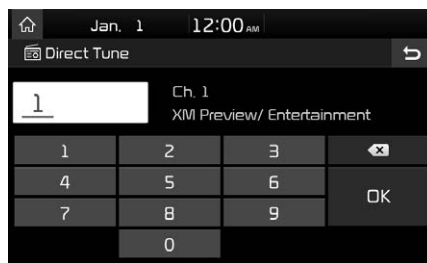 Jan. 1 12:00 AM
Direct Tune
1
Ch. 1
XM Preview/ Entertainment
1 2 3
4 5 6
OK
7 8 9
0